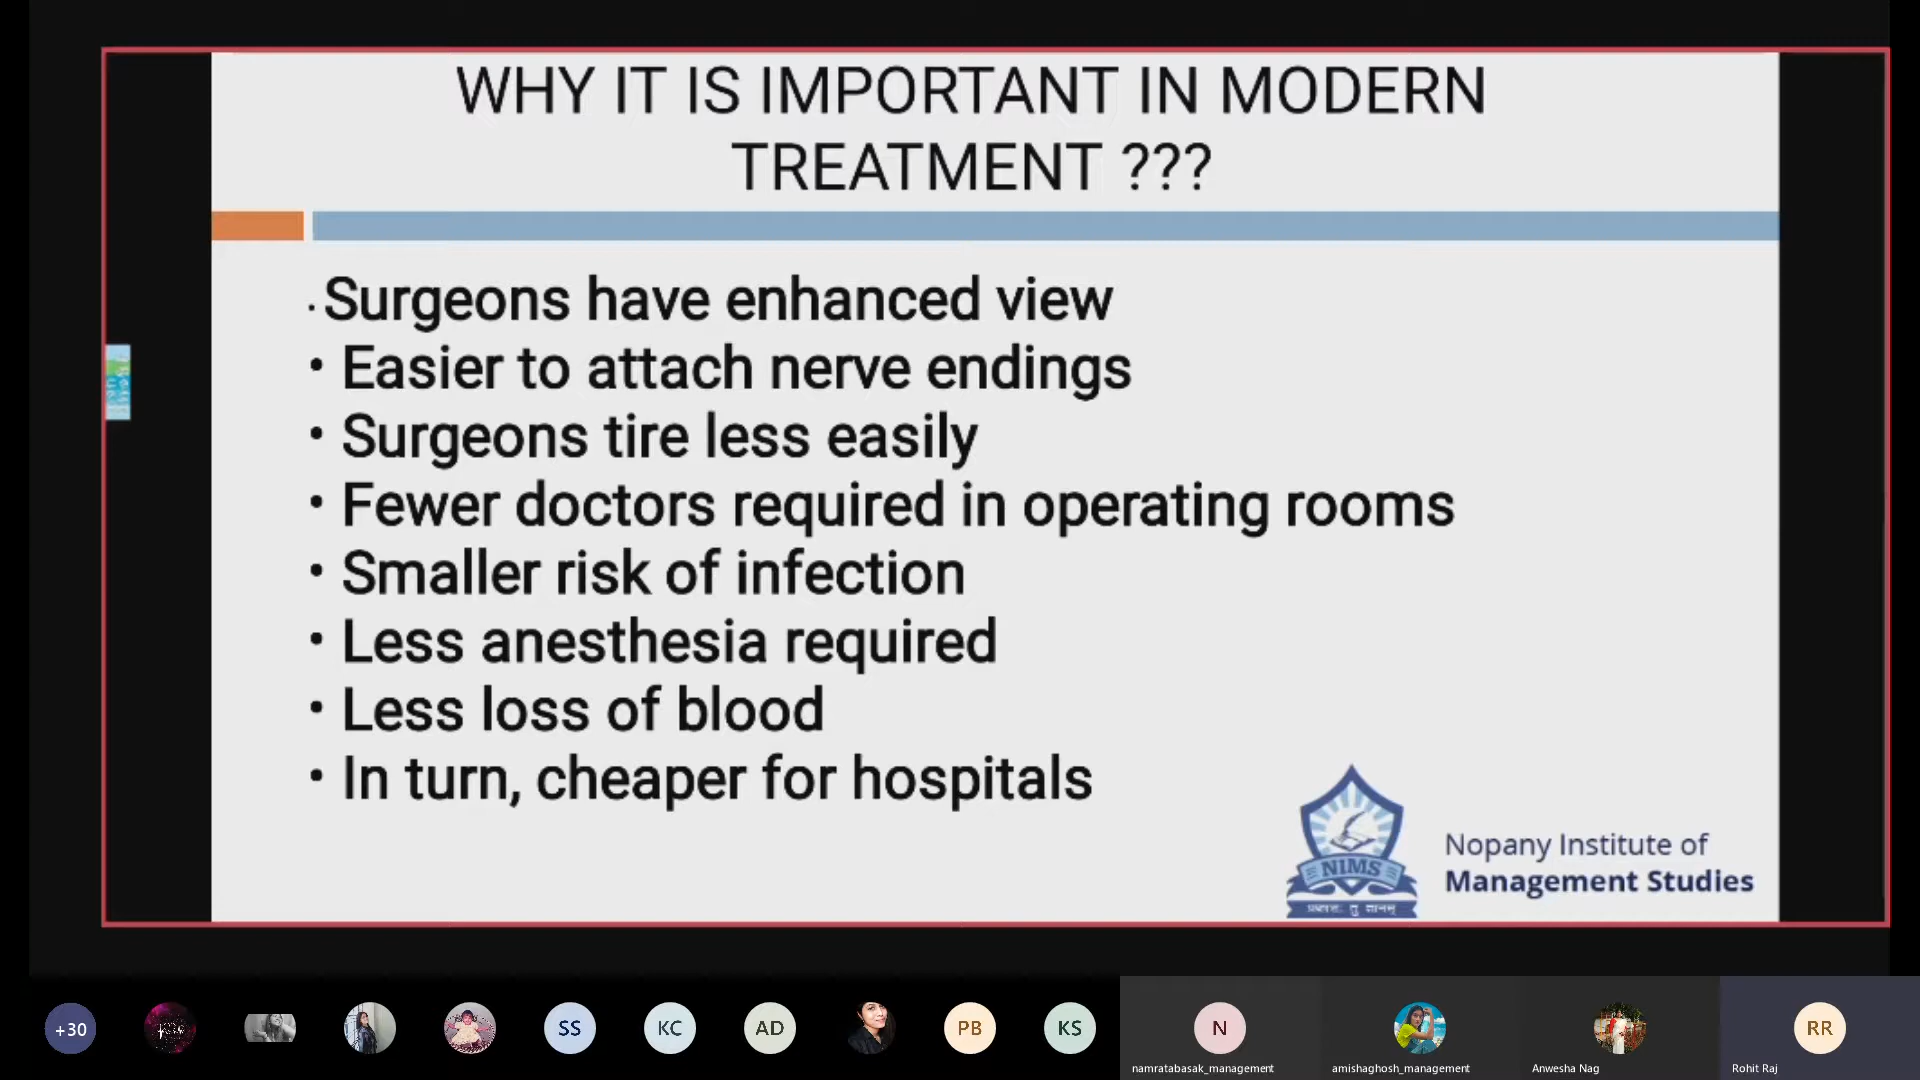 WHY IT IS IMPORTANT IN MODERN
TREATMENT ???
· Surgeons have enhanced view
• Easier to attach nerve endings
• Surgeons tire less easily
• Fewer doctors required in operating rooms
• Smaller risk of infection
• Less anesthesia required
• Less loss of blood
• In turn, cheaper for hospitals
NIMS
Nopany Institute of
Management Studies
+30
SS
KC
AD
PB
KS
N
RR
namratabasak_management
amishaghosh_management
Anwesha Nag
Rohit Raj